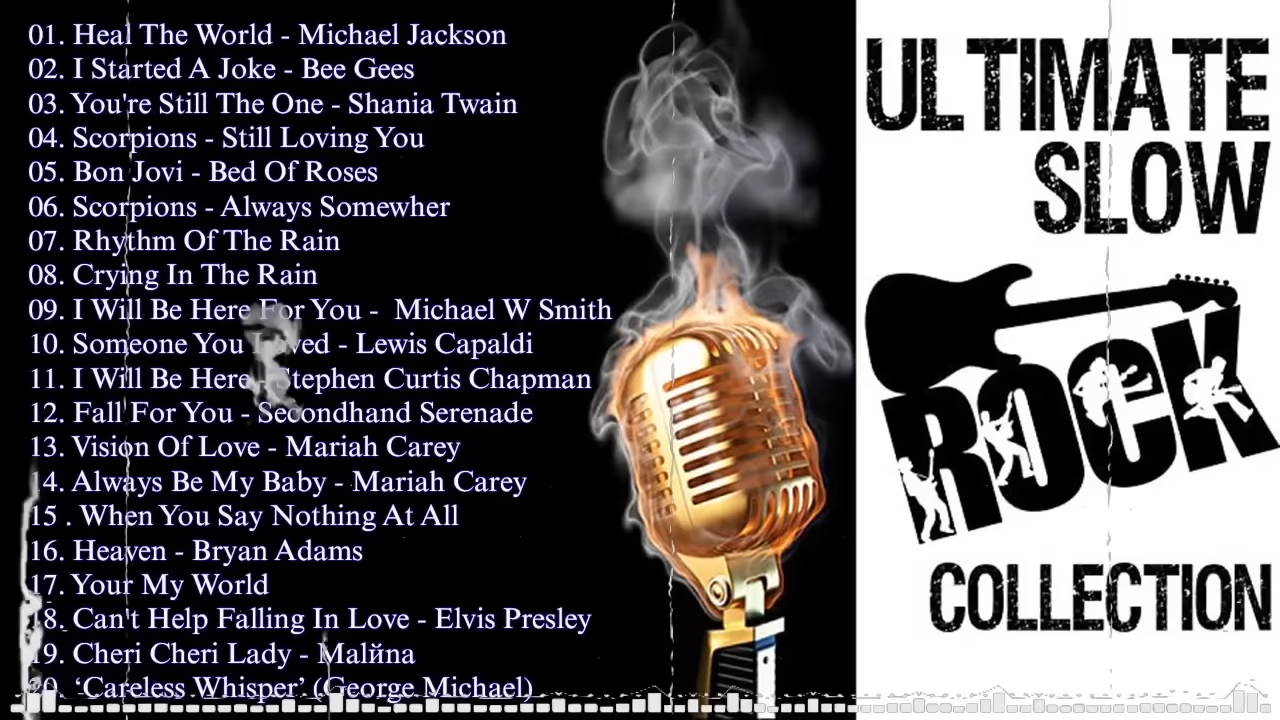 01. Heal The World - Michael Jackson
02. I Started A Joke - Bee Gees
03. You're Still The One - Shania Twain
04. Scorpions - Still Loving You
05. Bon Jovi - Bed Of Roses
06. Scorpions - Always Somewher
07. Rhythm Of The Rain
08. Crying In The Rain
09. I Will Be Here For You - Michael W Smith
10. Someone You Loved - Lewis Capaldi
11. I Will Be Here - Stephen Curtis Chapman
12. Fall For You - Secondhand Serenade
13. Vision Of Love - Mariah Carey
14. Always Be My Baby - Mariah Carey
15 . When You Say Nothing At All
16. Heaven - Bryan Adams
17. Your My World
18. Can't Help Falling In Love - Elvis Presley
19. Cheri Cheri Lady - Malйna
20. ‘Careless Whisper’ (George Michael)
ULTIMATE
SLOW
ROCK
COLLECTION